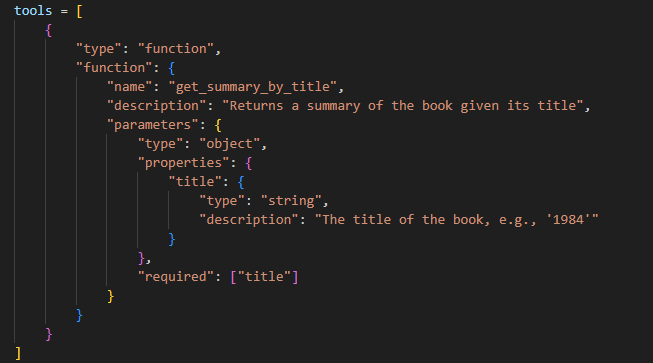 tools = [
    {
        "type": "function",
        "function": {
            "name": "get_summary_by_title",
            "description": "Returns a summary of the book given its title",
            "parameters": {
                "type": "object",
                "properties": {
                    "title": {
                        "type": "string",
                        "description": "The title of the book, e.g., '1984'"
                    }
                },
                "required": ["title"]
            }
        }
    }
]